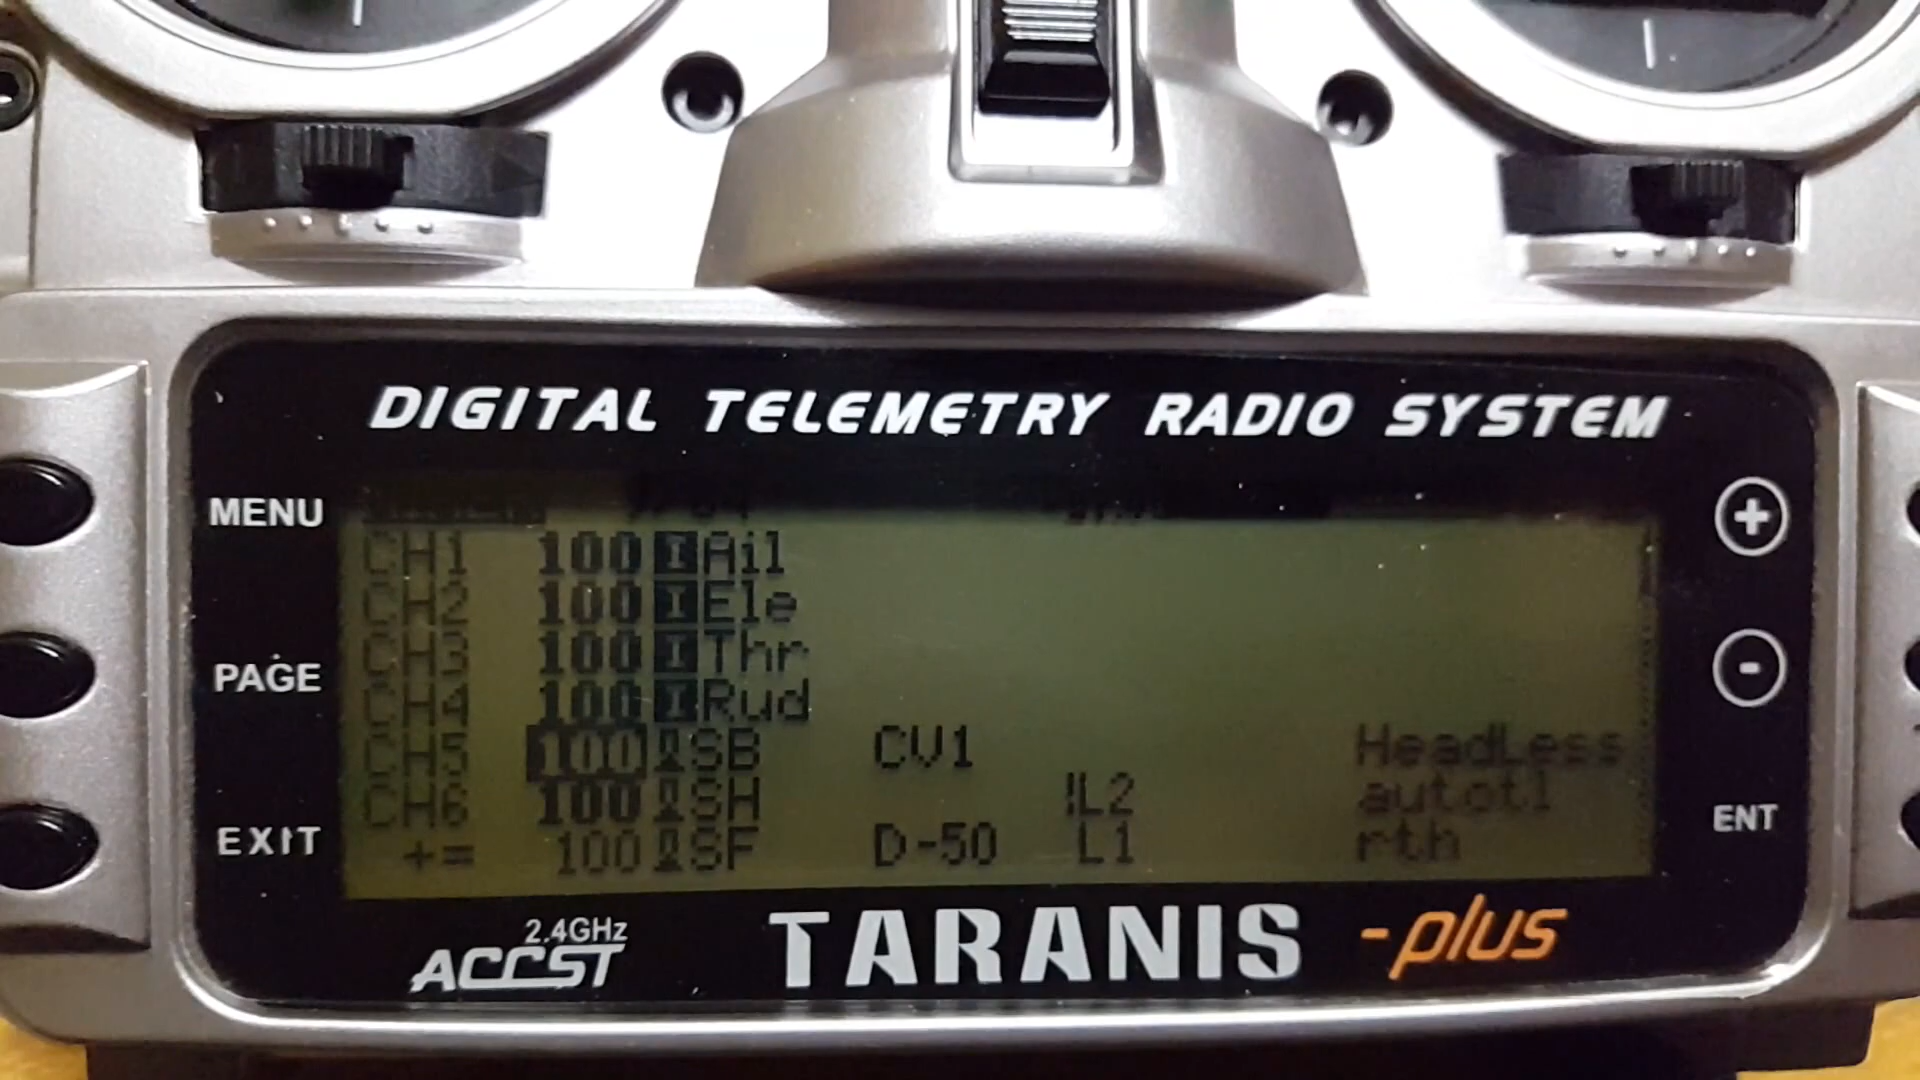 DIGITAL TELEMETRY RADIO SYSTEM
MENU
PAGE
EXIT
CH1 100 I Ail
CH2 100 I Ele
CH3 100 I Thr
CH4 100 I Rud
CH5 100 SB CV1 HeadLess
CH6 100 SH !L2 autotl
+= 100 SF D-50 L1 rth
+
-
ENT
2.4GHz
ACCST
TARANIS -plus